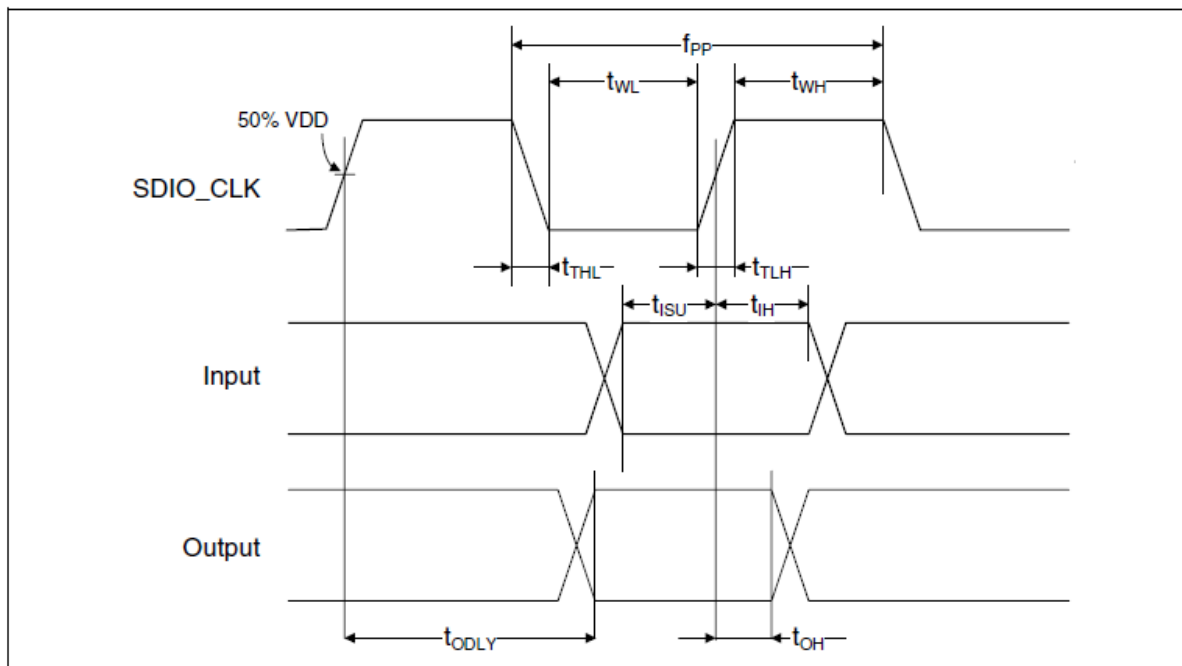 fPP
tWL
tWH
50% VDD
SDIO_CLK
tTHL
tTLH
tISU
tIH
Input
Output
tODLY
tOH